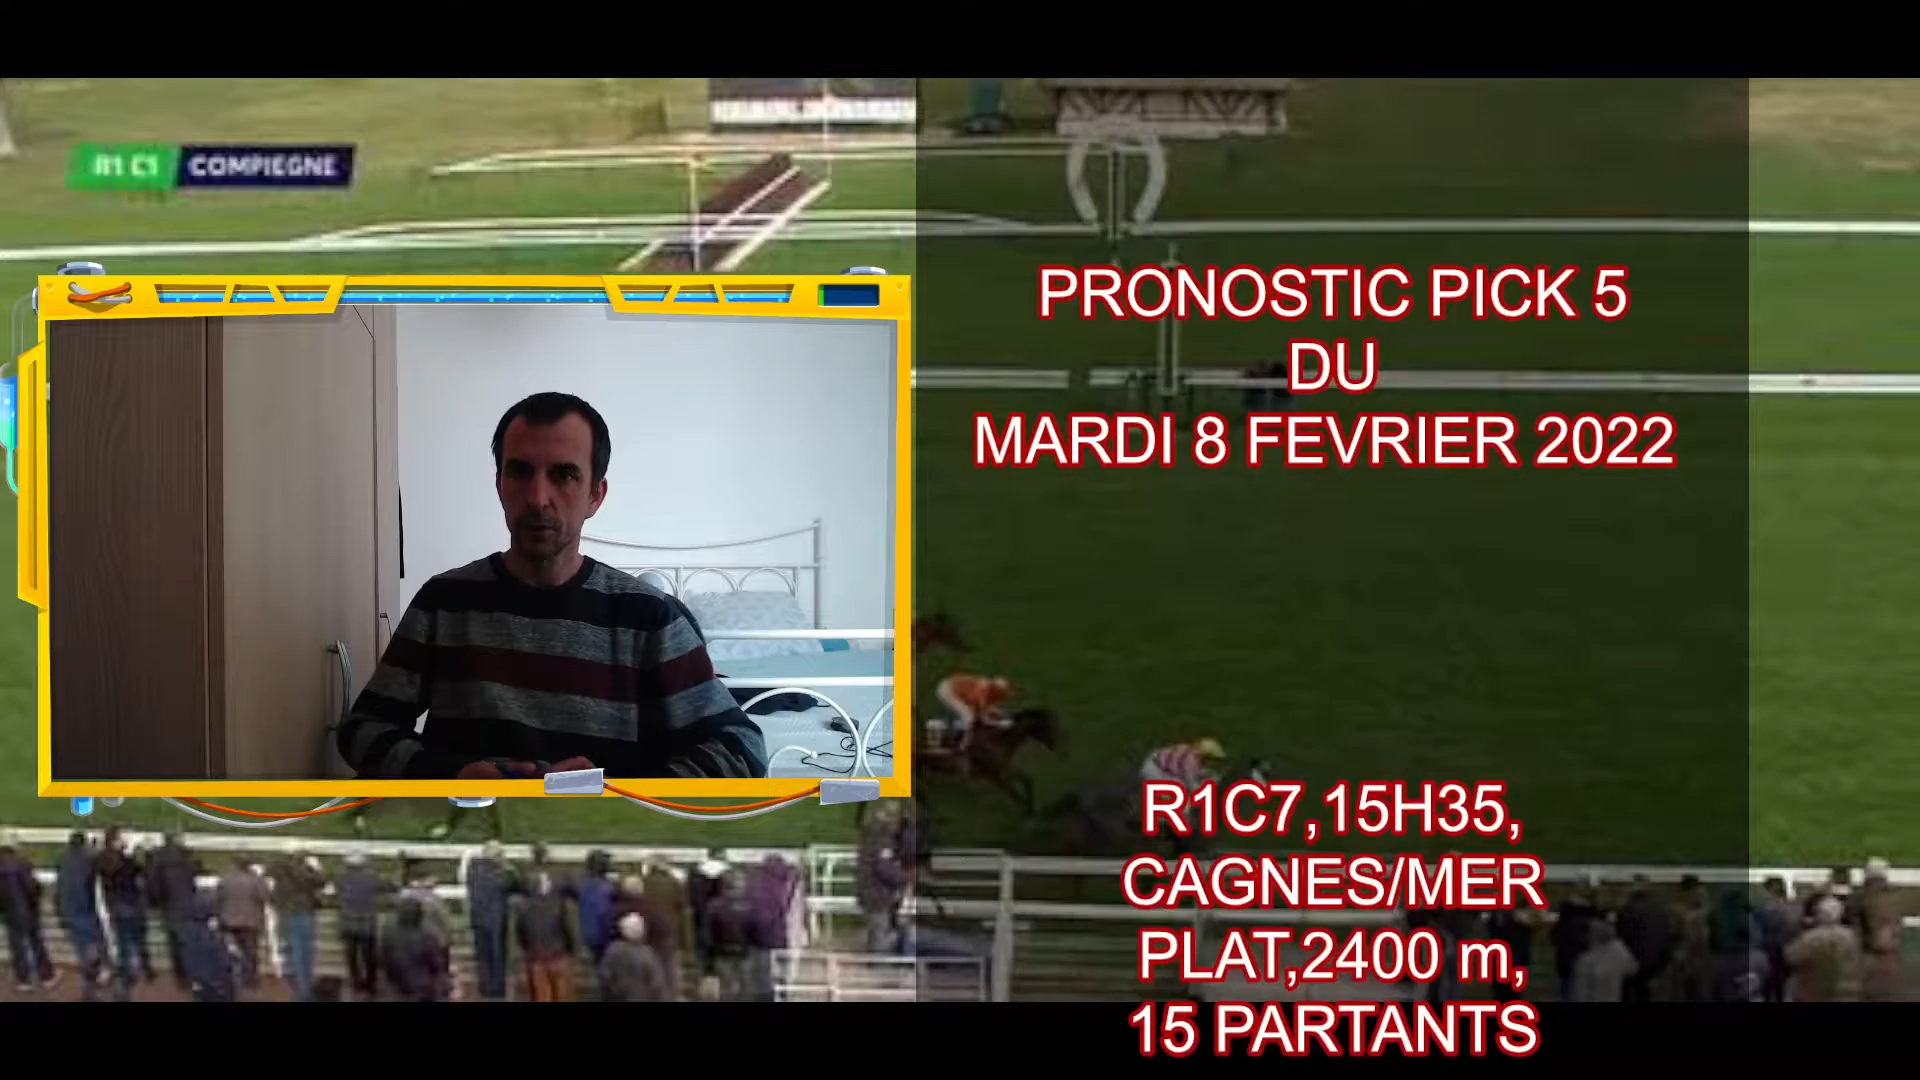 R1 C1 COMPIEGNE
PRONOSTIC PICK 5
DU
MARDI 8 FEVRIER 2022
R1C7,15H35,
CAGNES/MER
PLAT,2400 m,
15 PARTANTS